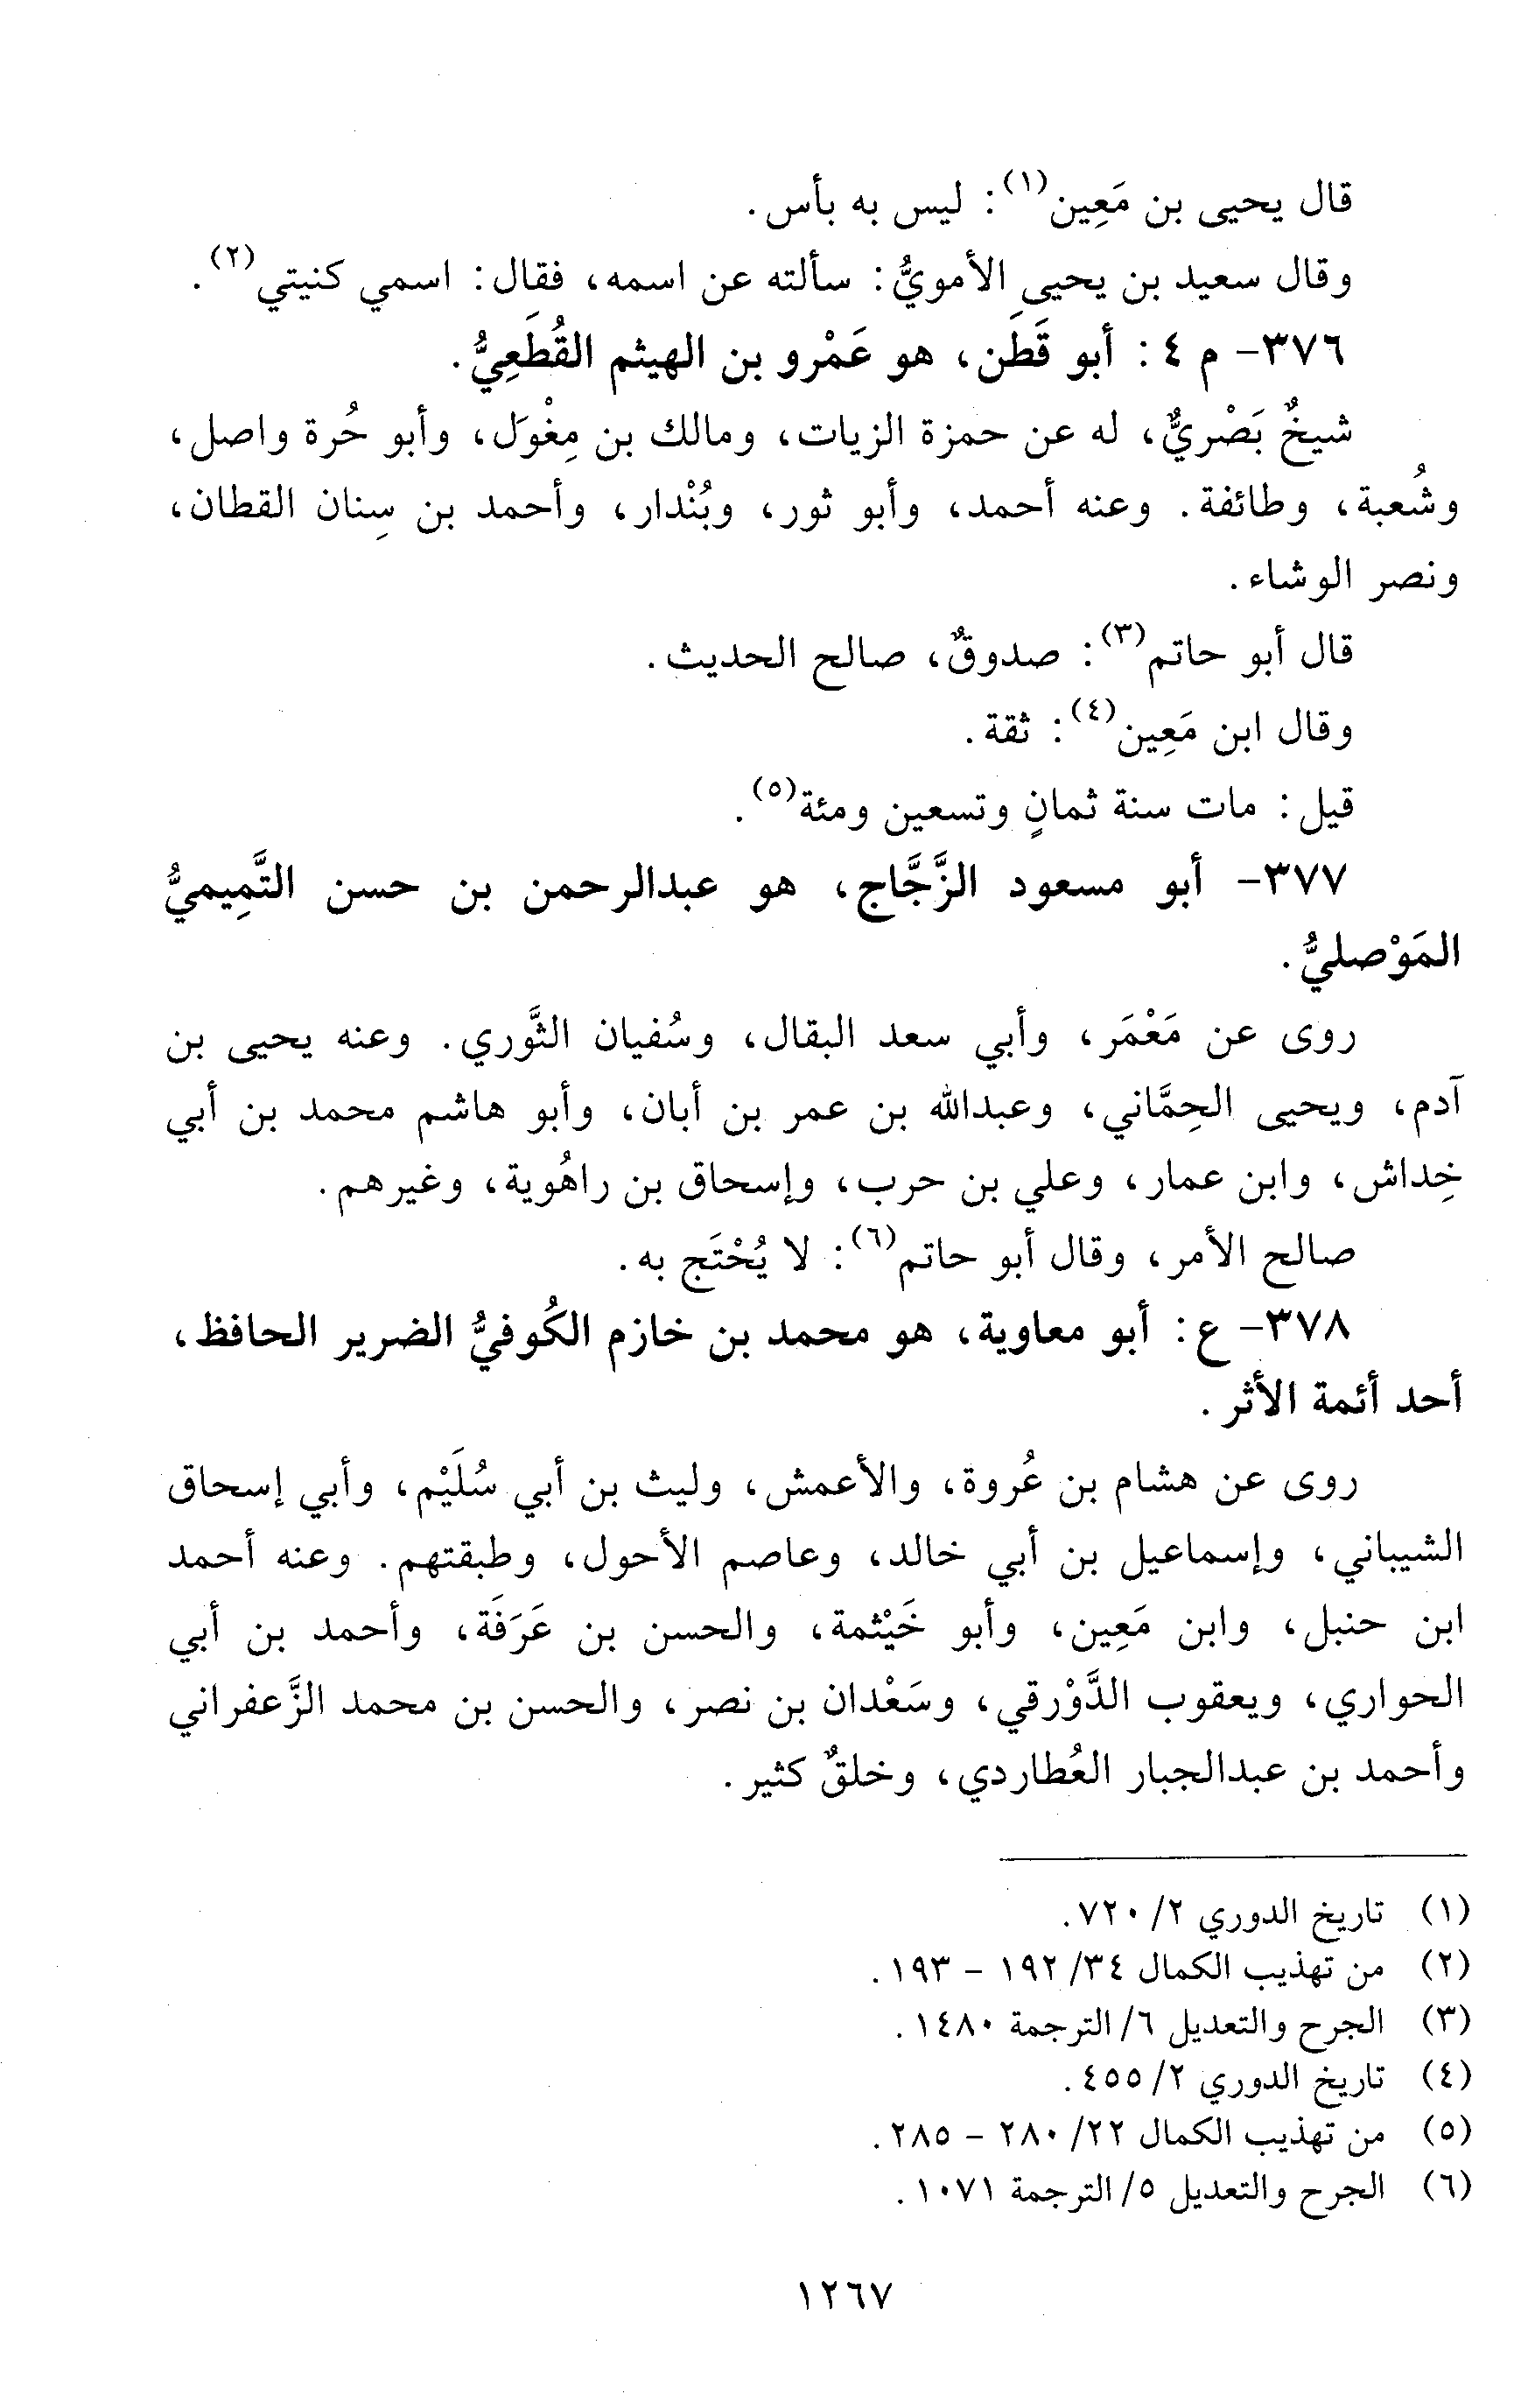 قال يحيى بن مَعِين(١): ليس به بأس.
وقال سعيد بن يحيى الأمويُّ: سألته عن اسمه، فقال: اسمي كنيتي(٢).
٣٧٦- م ٤: أبو قَطَن، هو عَمْرو بن الهيثم القُطَعِيُّ.
شيخٌ بَصْريٌّ، له عن حمزة الزيات، ومالك بن مِغْوَل، وأبو حُرة واصل،
وشُعبة، وطائفة. وعنه أحمد، وأبو ثور، وبُنْدار، وأحمد بن سِنان القطان،
ونصر الوشاء.
قال أبو حاتم(٣): صدوقٌ، صالح الحديث.
وقال ابن مَعِين(٤): ثقة.
قيل: مات سنة ثمانٍ وتسعين ومئة(٥).
٣٧٧- أبو مسعود الزَّجَّاج، هو عبدالرحمن بن حسن التَّمِيميُّ
المَوْصليُّ.
روى عن مَعْمَر، وأبي سعد البقال، وسُفيان الثَّوري. وعنه يحيى بن
آدم، ويحيى الحِمَّاني، وعبدالله بن عمر بن أبان، وأبو هاشم محمد بن أبي
خِداش، وابن عمار، وعلي بن حرب، وإسحاق بن راهُوية، وغيرهم.
صالح الأمر، وقال أبو حاتم(٦): لا يُحْتَج به.
٣٧٨- ع: أبو معاوية، هو محمد بن خازم الكُوفيُّ الضرير الحافظ،
أحد أئمة الأثر.
روى عن هشام بن عُروة، والأعمش، وليث بن أبي سُلَيْم، وأبي إسحاق
الشيباني، وإسماعيل بن أبي خالد، وعاصم الأحول، وطبقتهم. وعنه أحمد
ابن حنبل، وابن مَعِين، وأبو خَيْثمة، والحسن بن عَرَفَة، وأحمد بن أبي
الحواري، ويعقوب الدَّوْرقي، وسَعْدان بن نصر، والحسن بن محمد الزَّعفراني
وأحمد بن عبدالجبار العُطاردي، وخلقٌ كثير.
(١) تاريخ الدوري ٢/ ٧٢٠.
(٢) من تهذيب الكمال ٣٤/ ١٩٢ - ١٩٣.
(٣) الجرح والتعديل ٦/ الترجمة ١٤٨٠.
(٤) تاريخ الدوري ٢/ ٤٥٥.
(٥) من تهذيب الكمال ٢٢/ ٢٨٠ - ٢٨٥.
(٦) الجرح والتعديل ٥/ الترجمة ١٠٧١.
١٢٦٧